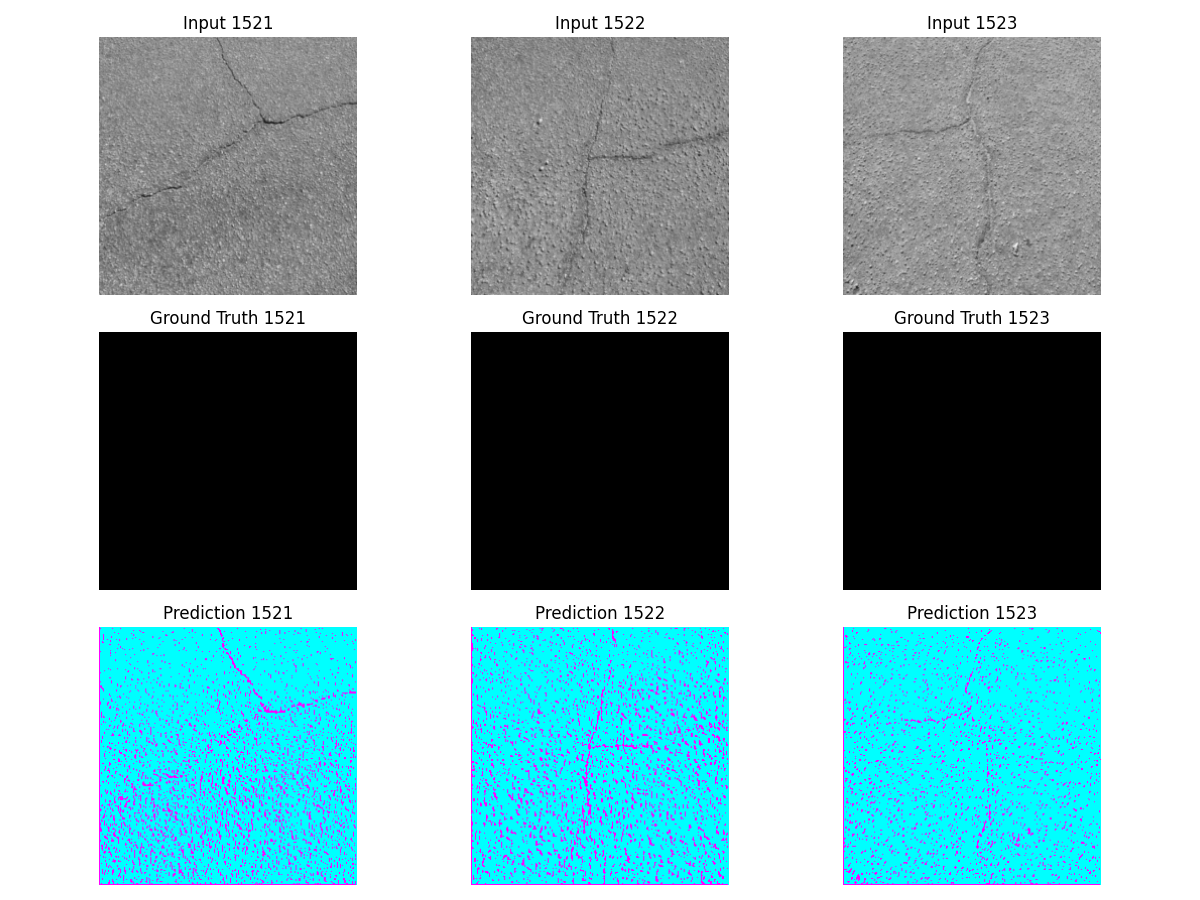 Input 1521
Input 1522
Input 1523
Ground Truth 1521
Ground Truth 1522
Ground Truth 1523
Prediction 1521
Prediction 1522
Prediction 1523